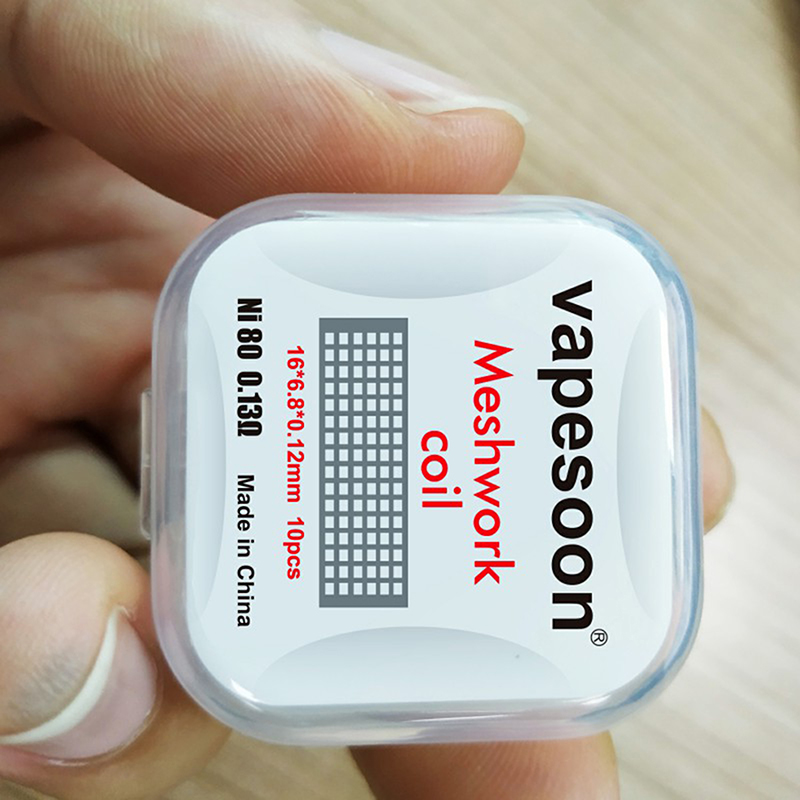 vapesoon®
Meshwork
coil
16*6.8*0.12mm 10pcs
Ni 80 0.13Ω Made in China